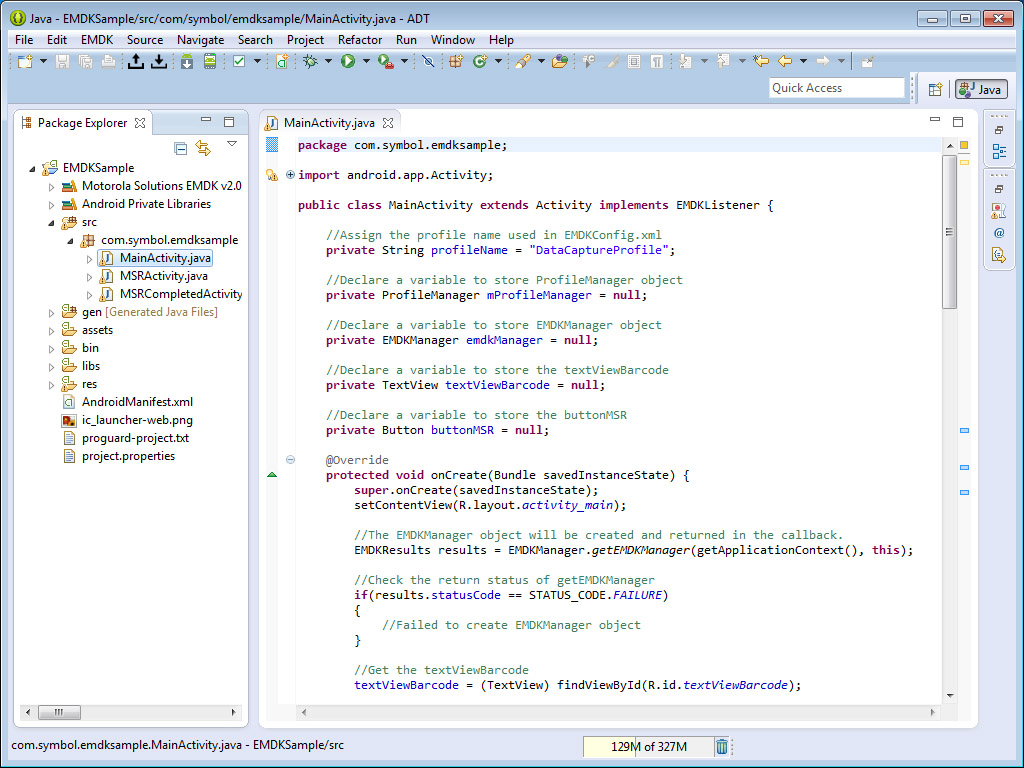 Java - EMDKSample/src/com/symbol/emdksample/MainActivity.java - ADT
File Edit EMDK Source Navigate Search Project Refactor Run Window Help
Quick Access
Java
Package Explorer
EMDKSample
Motorola Solutions EMDK v2.0
Android Private Libraries
src
com.symbol.emdksample
MainActivity.java
MSRActivity.java
MSRCompletedActivity
gen [Generated Java Files]
assets
bin
libs
res
AndroidManifest.xml
ic_launcher-web.png
proguard-project.txt
project.properties
MainActivity.java
package com.symbol.emdksample;
import android.app.Activity;
public class MainActivity extends Activity implements EMDKListener {
//Assign the profile name used in EMDKConfig.xml
private String profileName = "DataCaptureProfile";
//Declare a variable to store ProfileManager object
private ProfileManager mProfileManager = null;
//Declare a variable to store EMDKManager object
private EMDKManager emdkManager = null;
//Declare a variable to store the textViewBarcode
private TextView textViewBarcode = null;
//Declare a variable to store the buttonMSR
private Button buttonMSR = null;
@Override
protected void onCreate(Bundle savedInstanceState) {
super.onCreate(savedInstanceState);
setContentView(R.layout.activity_main);
//The EMDKManager object will be created and returned in the callback.
EMDKResults results = EMDKManager.getEMDKManager(getApplicationContext(), this);
//Check the return status of getEMDKManager
if(results.statusCode == STATUS_CODE.FAILURE)
{
//Failed to create EMDKManager object
}
//Get the textViewBarcode
textViewBarcode = (TextView) findViewById(R.id.textViewBarcode);
com.symbol.emdksample.MainActivity.java - EMDKSample/src
129M of 327M